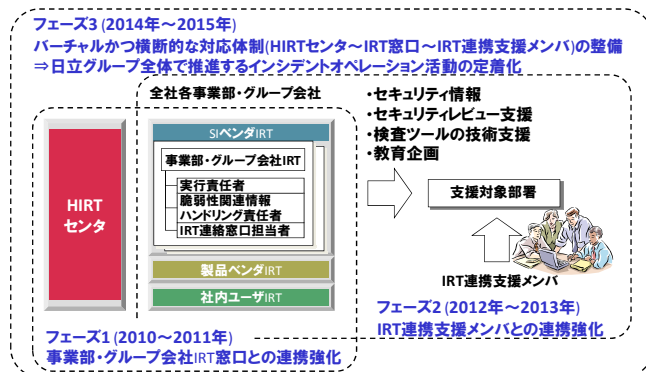 フェーズ3 (2014年～2015年)
バーチャルかつ横断的な対応体制(HIRTセンタ～IRT窓口～IRT連携支援メンバ)の整備
⇒日立グループ全体で推進するインシデントオペレーション活動の定着化
全社各事業部・グループ会社
HIRT
センタ
SIベンダIRT
事業部・グループ会社IRT
実行責任者
脆弱性関連情報
ハンドリング責任者
IRT連絡窓口担当者
製品ベンダIRT
社内ユーザIRT
・セキュリティ情報
・セキュリティレビュー支援
・検査ツールの技術支援
・教育企画
支援対象部署
IRT連携支援メンバ
フェーズ2 (2012年～2013年)
IRT連携支援メンバとの連携強化
フェーズ1 (2010～2011年)
事業部・グループ会社IRT窓口との連携強化